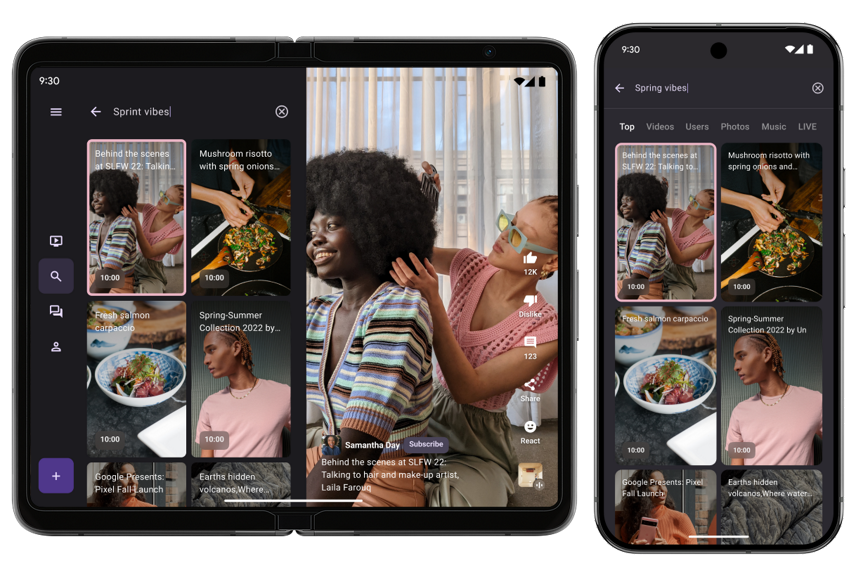 9:30
Sprint vibes
Behind the scenes
at SLFW 22: Talkin...
10:00
Mushroom risotto
with spring onions...
10:00
Fresh salmon
carpaccio
10:00
Spring-Summer
Collection 2022 by...
10:00
Google Presents:
Pixel Fall-Launch
Earths hidden
volcanos,Where...
12K
Dislike
123
Share
React
Samantha Day
Subscribe
Behind the scenes at SLFW 22:
Talking to hair and make-up artist,
Laila Farouq
9:30
Spring vibes
Top Videos Users Photos Music LIVE
Behind the scenes at
SLFW 22: Talking to...
10:00
Mushroom risotto with
spring onions and...
10:00
Fresh salmon carpaccio
10:00
Spring-Summer
Collection 2022 by Un
10:00
Google Presents: Pixel
Fall Launch
Earths hidden
volcanos,Where water...